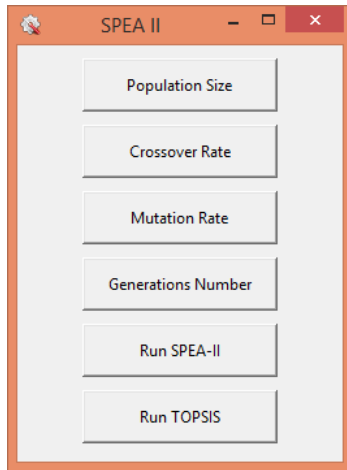 SPEA II
Population Size
Crossover Rate
Mutation Rate
Generations Number
Run SPEA-II
Run TOPSIS